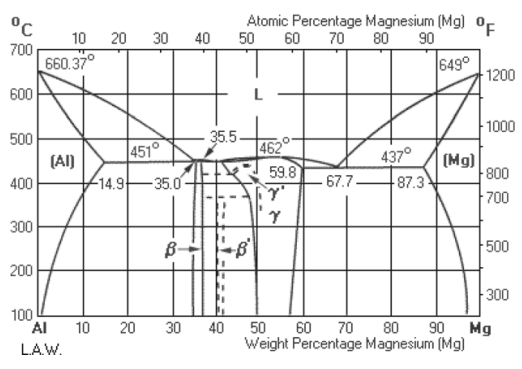 Atomic Percentage Magnesium (Mg)
°C 10 20 30 40 50 60 70 80 90 °F
700
660.37° 649°
1200
600 L
35.5 1000
500
451° 462° 437°
(Al) (Mg)
59.8 800
400 14.9 35.0 67.7 87.3
γ'
700
γ
300
β β' 500
200
300
100
Al 10 20 30 40 50 60 70 80 90 Mg
L.A.W. Weight Percentage Magnesium (Mg)